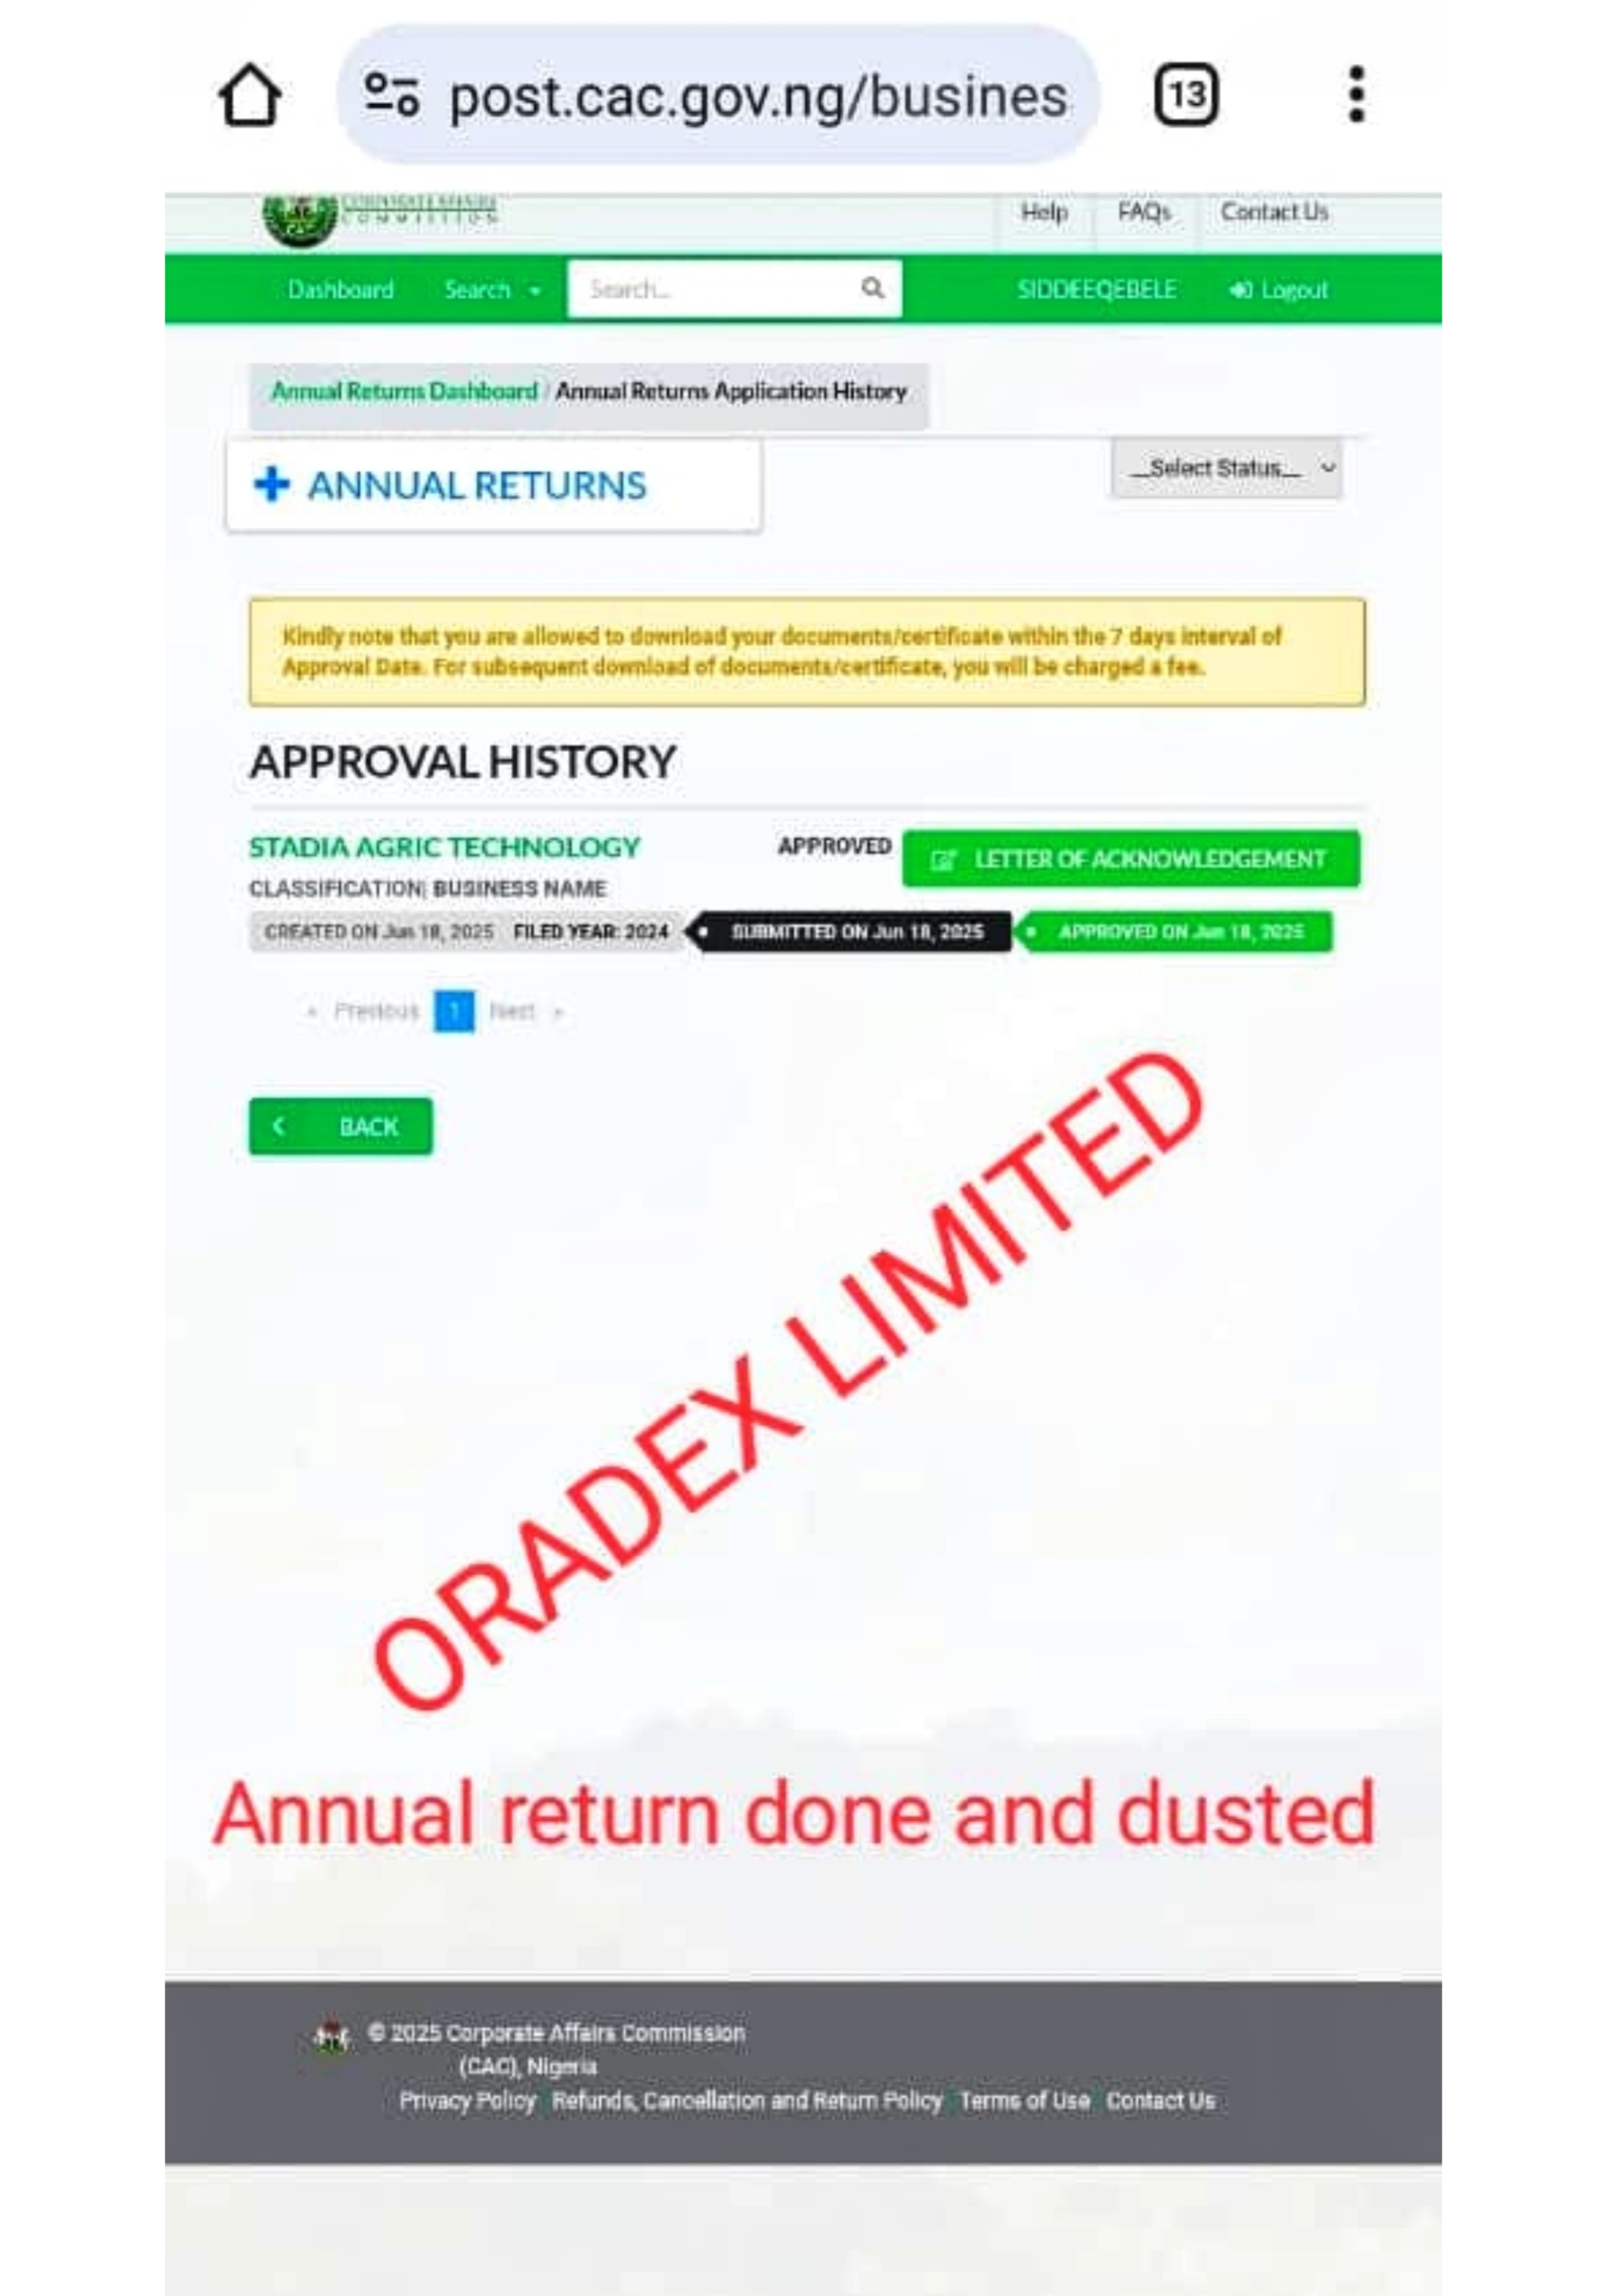 post.cac.gov.ng/busines
13
CORPORATE AFFAIRS
COMMISSION
Help
FAQs
Contact Us
Dashboard
Search
Search...
SIDDEEQEBELE
Logout
Annual Returns Dashboard / Annual Returns Application History
ANNUAL RETURNS
__Select Status__
Kindly note that you are allowed to download your documents/certificate within the 7 days interval of
Approval Date. For subsequent download of documents/certificate, you will be charged a fee.
APPROVAL HISTORY
STADIA AGRIC TECHNOLOGY
APPROVED
LETTER OF ACKNOWLEDGEMENT
CLASSIFICATION| BUSINESS NAME
CREATED ON Jun 18, 2025 FILED YEAR: 2024
SUBMITTED ON Jun 18, 2025
APPROVED ON Jun 18, 2025
« Previous 1 Next »
BACK
ORADEX LIMITED
Annual return done and dusted
© 2025 Corporate Affairs Commission
(CAC), Nigeria
Privacy Policy Refunds, Cancellation and Return Policy Terms of Use Contact Us